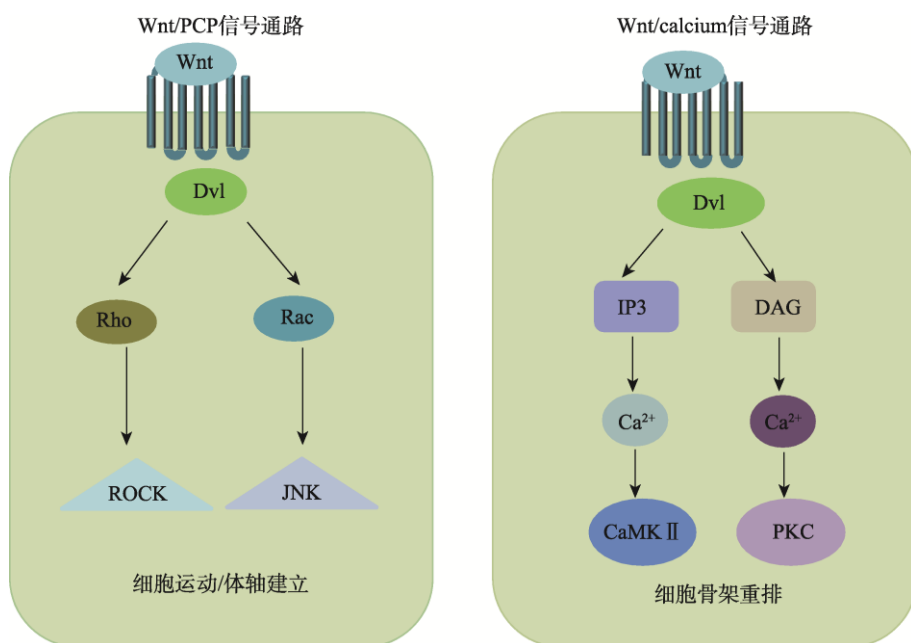 Wnt/PCP信号通路
Wnt
Dvl
Rho
Rac
ROCK
JNK
细胞运动/体轴建立
Wnt/calcium信号通路
Wnt
Dvl
IP3
DAG
Ca²⁺
Ca²⁺
CaMK Ⅱ
PKC
细胞骨架重排